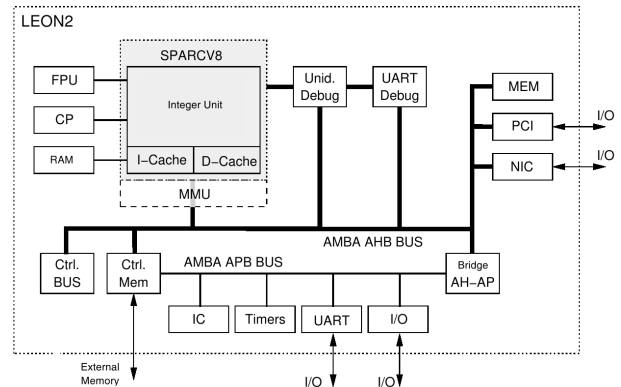 LEON2
SPARCV8
FPU
CP
RAM
Integer Unit
I–Cache
D–Cache
MMU
Unid.
Debug
UART
Debug
MEM
PCI
NIC
I/O
I/O
AMBA AHB BUS
Ctrl.
BUS
Ctrl.
Mem
AMBA APB BUS
Bridge
AH–AP
IC
Timers
UART
I/O
External
Memory
I/O
I/O